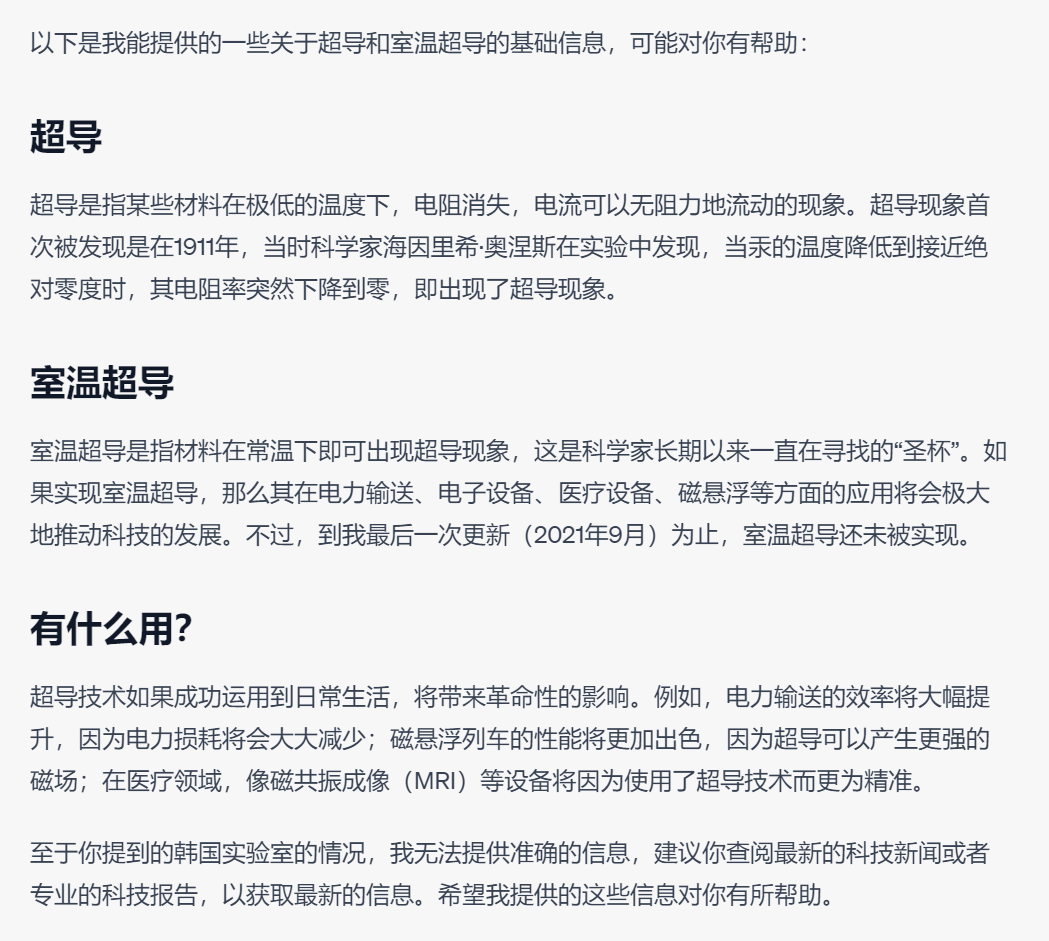 以下是我能提供的一些关于超导和室温超导的基础信息，可能对你有帮助：
超导
超导是指某些材料在极低的温度下，电阻消失，电流可以无阻力地流动的现象。超导现象首
次被发现是在1911年，当时科学家海因里希·奥涅斯在实验中发现，当汞的温度降低到接近绝
对零度时，其电阻率突然下降到零，即出现了超导现象。
室温超导
室温超导是指材料在常温下即可出现超导现象，这是科学家长期以来一直在寻找的“圣杯”。如
果实现室温超导，那么其在电力输送、电子设备、医疗设备、磁悬浮等方面的应用将会极大
地推动科技的发展。不过，到我最后一次更新（2021年9月）为止，室温超导还未被实现。
有什么用？
超导技术如果成功运用到日常生活，将带来革命性的影响。例如，电力输送的效率将大幅提
升，因为电力损耗将会大大减少；磁悬浮列车的性能将更加出色，因为超导可以产生更强的
磁场；在医疗领域，像磁共振成像（MRI）等设备将因为使用了超导技术而更为精准。
至于你提到的韩国实验室的情况，我无法提供准确的信息，建议你查阅最新的科技新闻或者
专业的科技报告，以获取最新的信息。希望我提供的这些信息对你有所帮助。